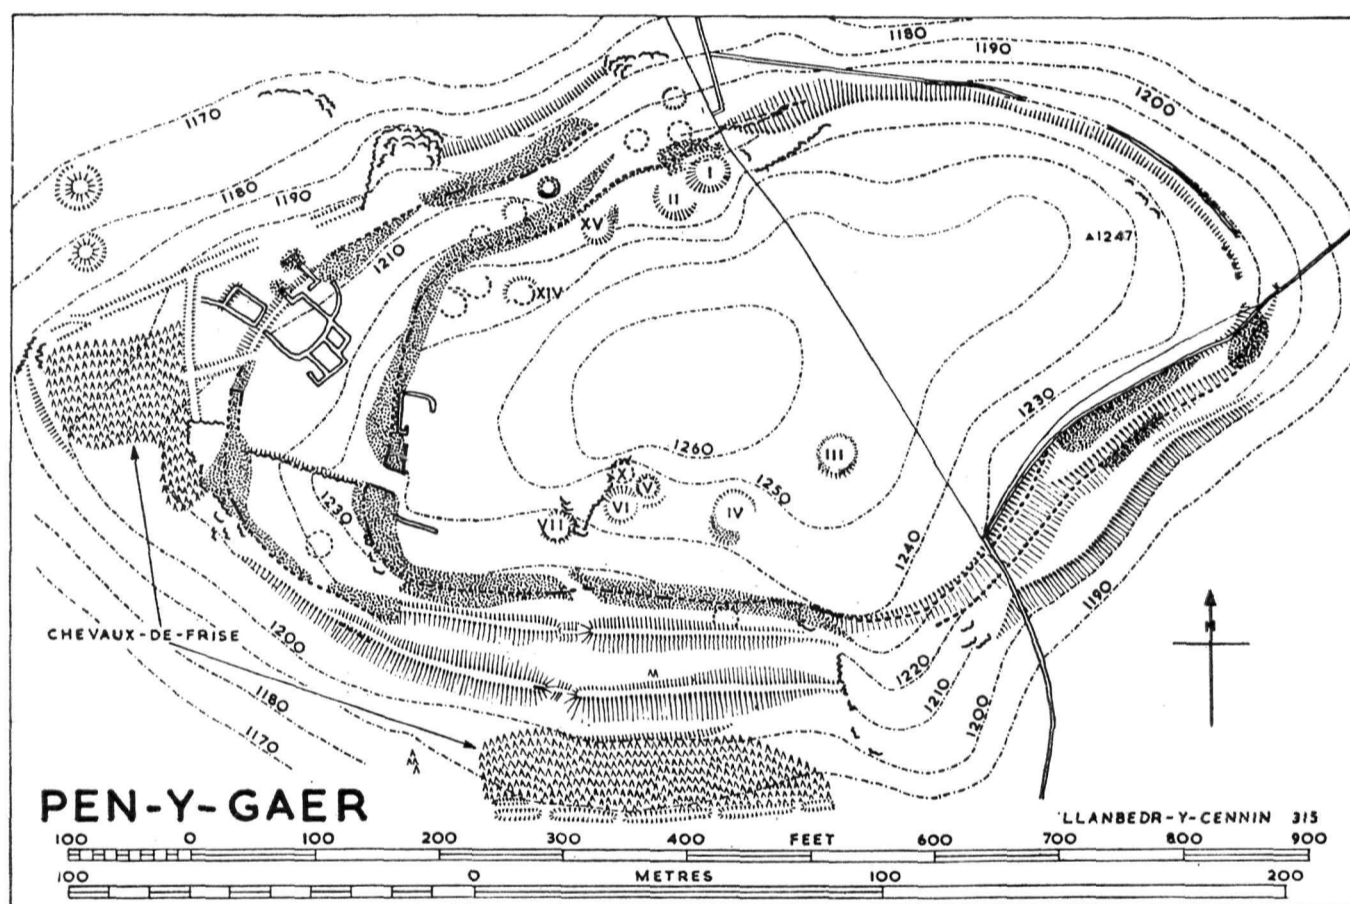 1180
1190
1200
1170
1180
1190
1210
I
II
XV
XIV
1247
1230
1260
1250
III
X
V
VI
IV
VII
1230
1240
1190
CHEVAUX-DE-FRISE
1200
1180
1170
1220
1210
1200
N
PEN-Y-GAER
LLANBEDR-Y-CENNIN 315
100 0 100 200 300 400 FEET 600 700 800 900
100 0 METRES 100 200